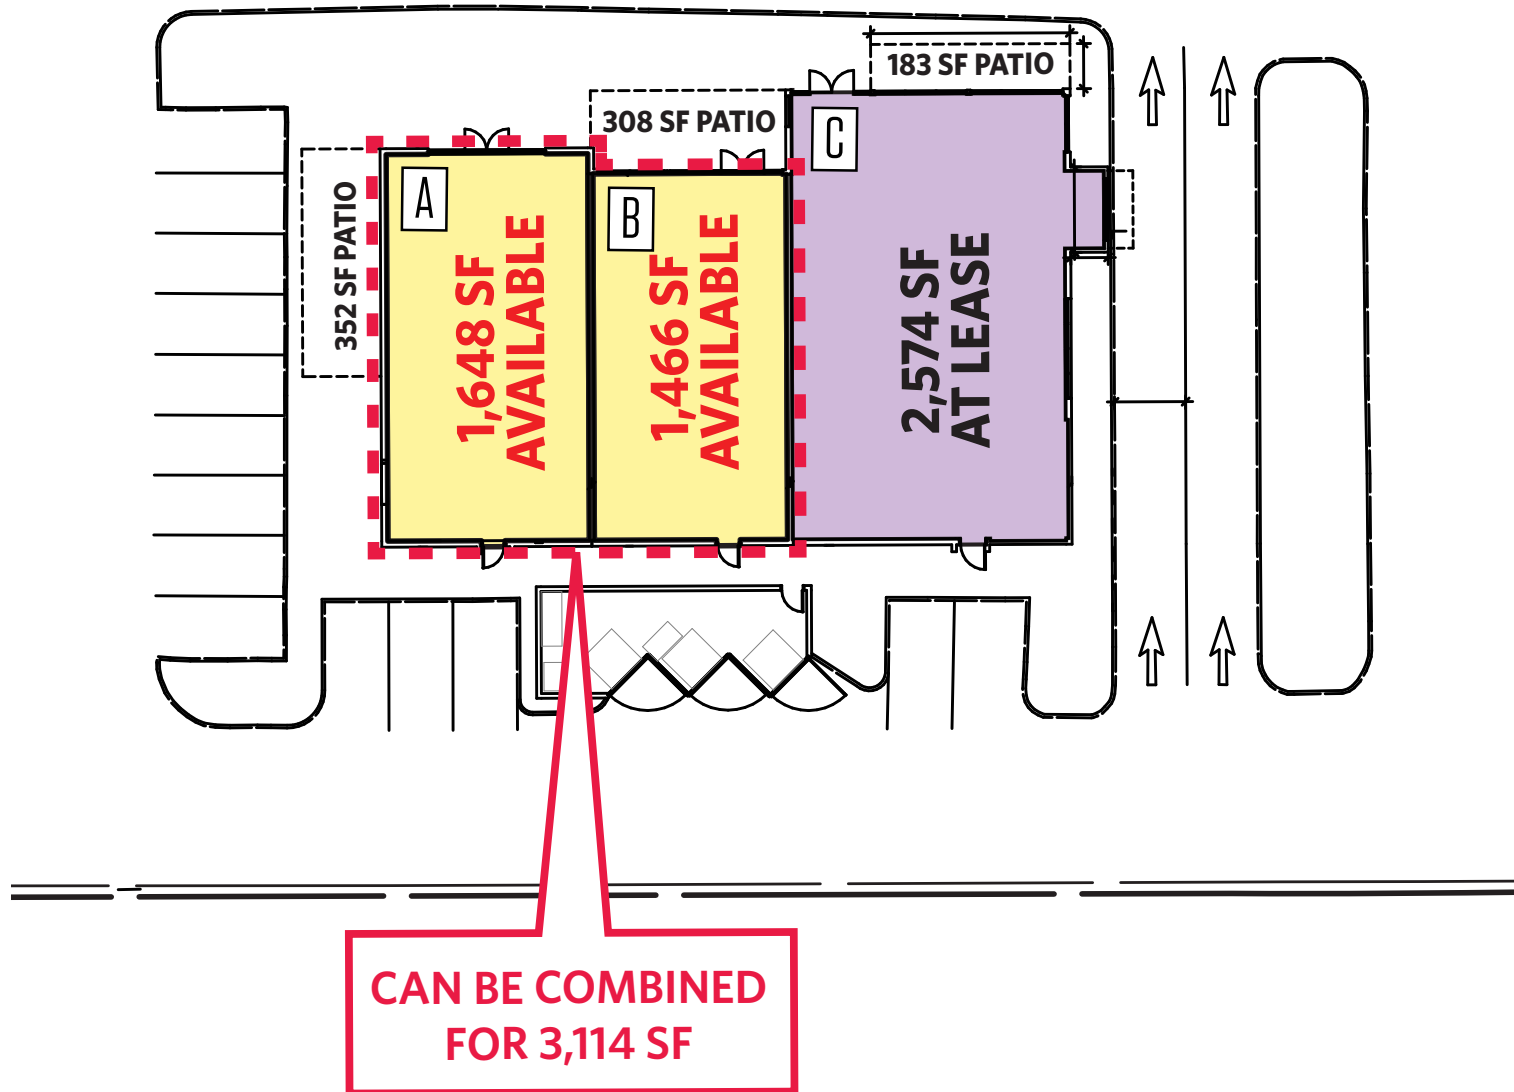 183 SF PATIO
308 SF PATIO
C
352 SF PATIO
A
1,648 SF
AVAILABLE
B
1,466 SF
AVAILABLE
2,574 SF
AT LEASE
CAN BE COMBINED
FOR 3,114 SF